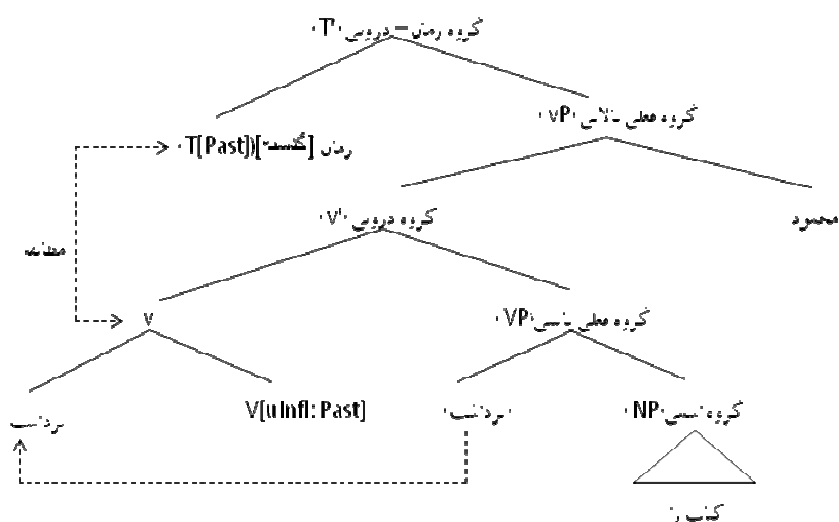 گروه زمان – درونی (T')
گروه فعلی بالایی (vP)
زمان [گذشته](T[Past])
محمود
گروه درونی (v')
مطابقه
v
گروه فعلی پایینی (VP)
برداشت
V[uInfl: Past]
(برداشت)
گروه اسمی (NP)
کتاب را